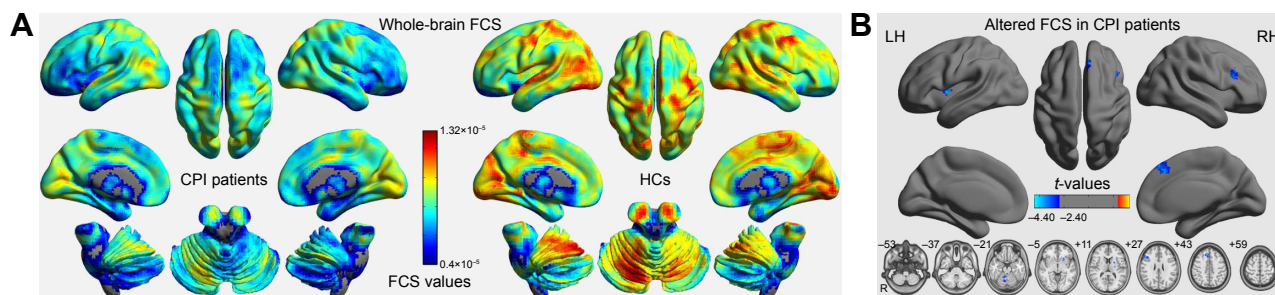 A
Whole-brain FCS
CPI patients
1.32×10⁻⁵
0.4×10⁻⁵
FCS values
HCs
B
Altered FCS in CPI patients
LH
RH
t-values
−4.40 −2.40
−53 −37 −21 −5 +11 +27 +43 +59
R